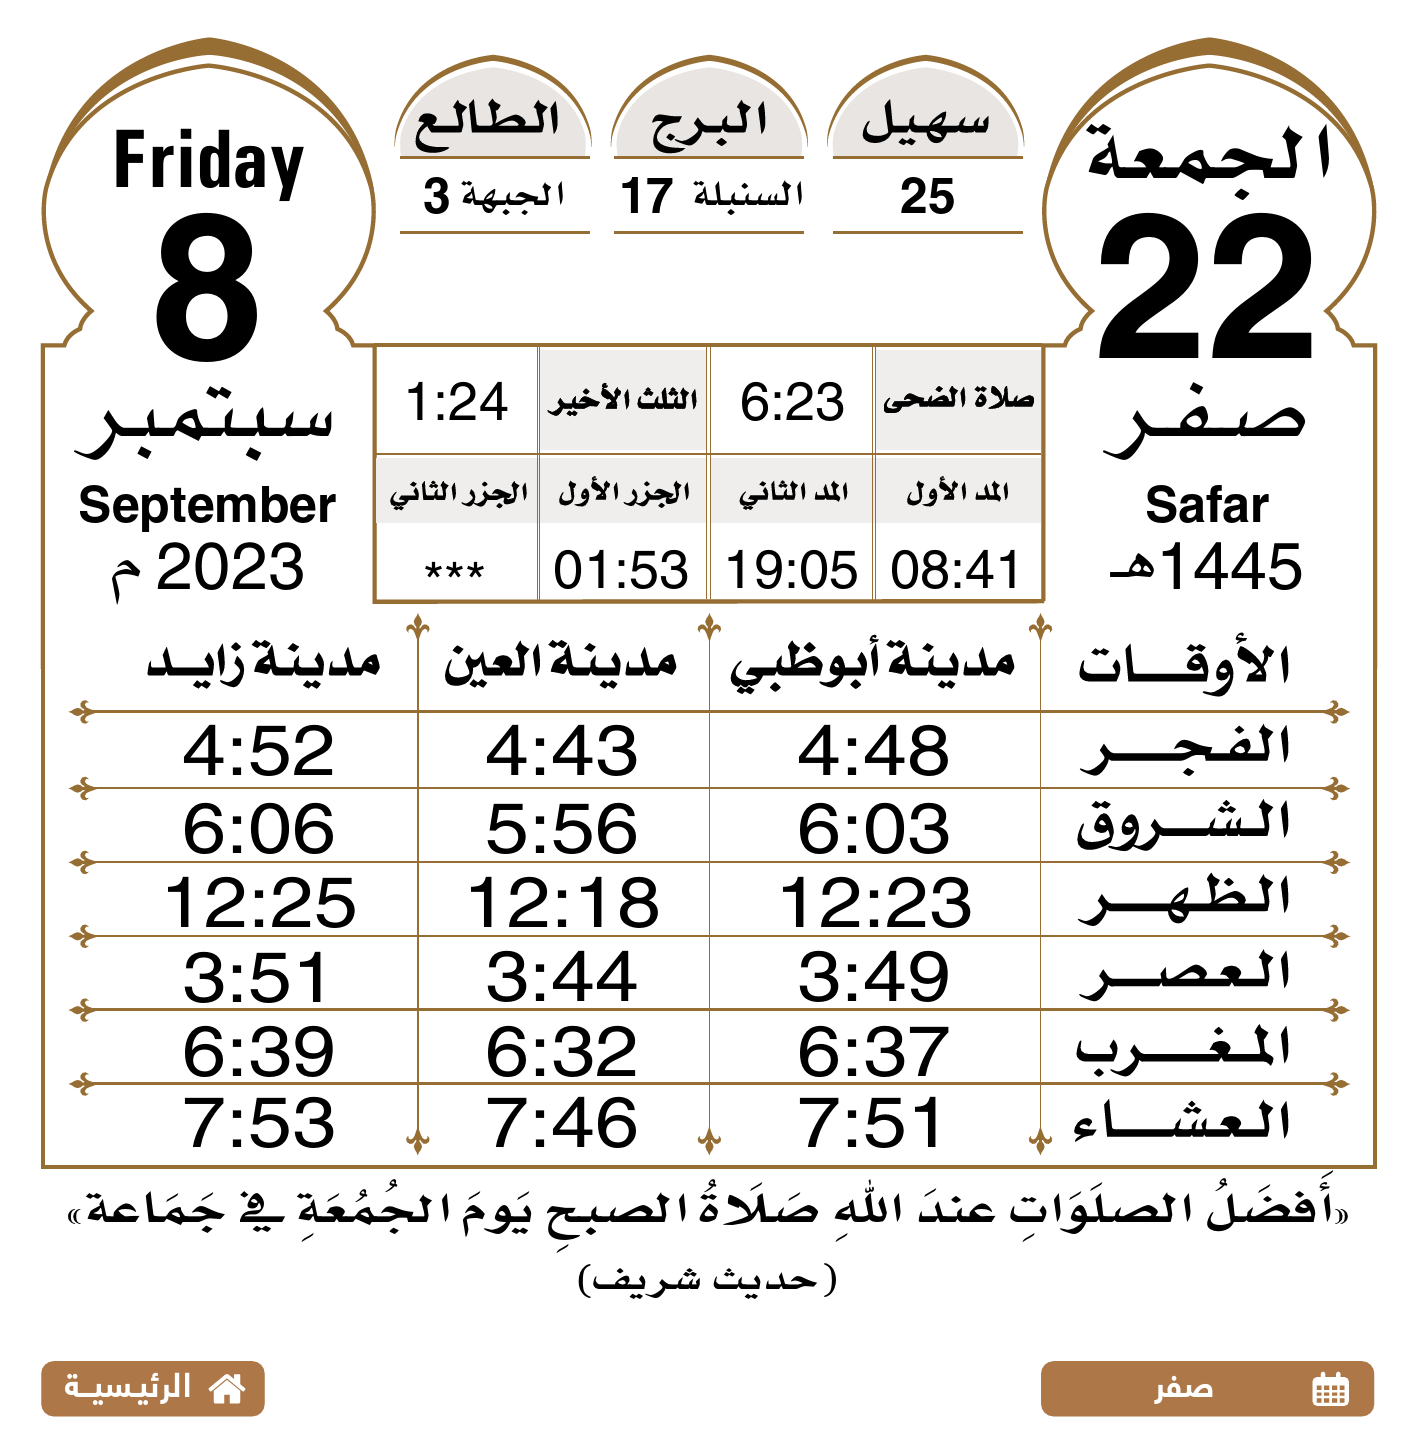 الجمعة
22
صفر
Safar
1445هـ
سهيل
25
البرج
السنبلة 17
الطالع
الجبهة 3
Friday
8
سبتمبر
September
2023 م
صلاة الضحى 6:23 الثلث الأخير 1:24
المد الأول المد الثاني الجزر الأول الجزر الثاني
08:41 19:05 01:53 ***
الأوقات مدينة أبوظبي مدينة العين مدينة زايد
الفجر 4:48 4:43 4:52
الشروق 6:03 5:56 6:06
الظهر 12:23 12:18 12:25
العصر 3:49 3:44 3:51
المغرب 6:37 6:32 6:39
العشاء 7:51 7:46 7:53
«أَفضَلُ الصلَوَاتِ عندَ اللهِ صَلَاةُ الصبحِ يَومَ الجُمُعَةِ في جَمَاعة»
(حديث شريف)
صفر
الرئيسية